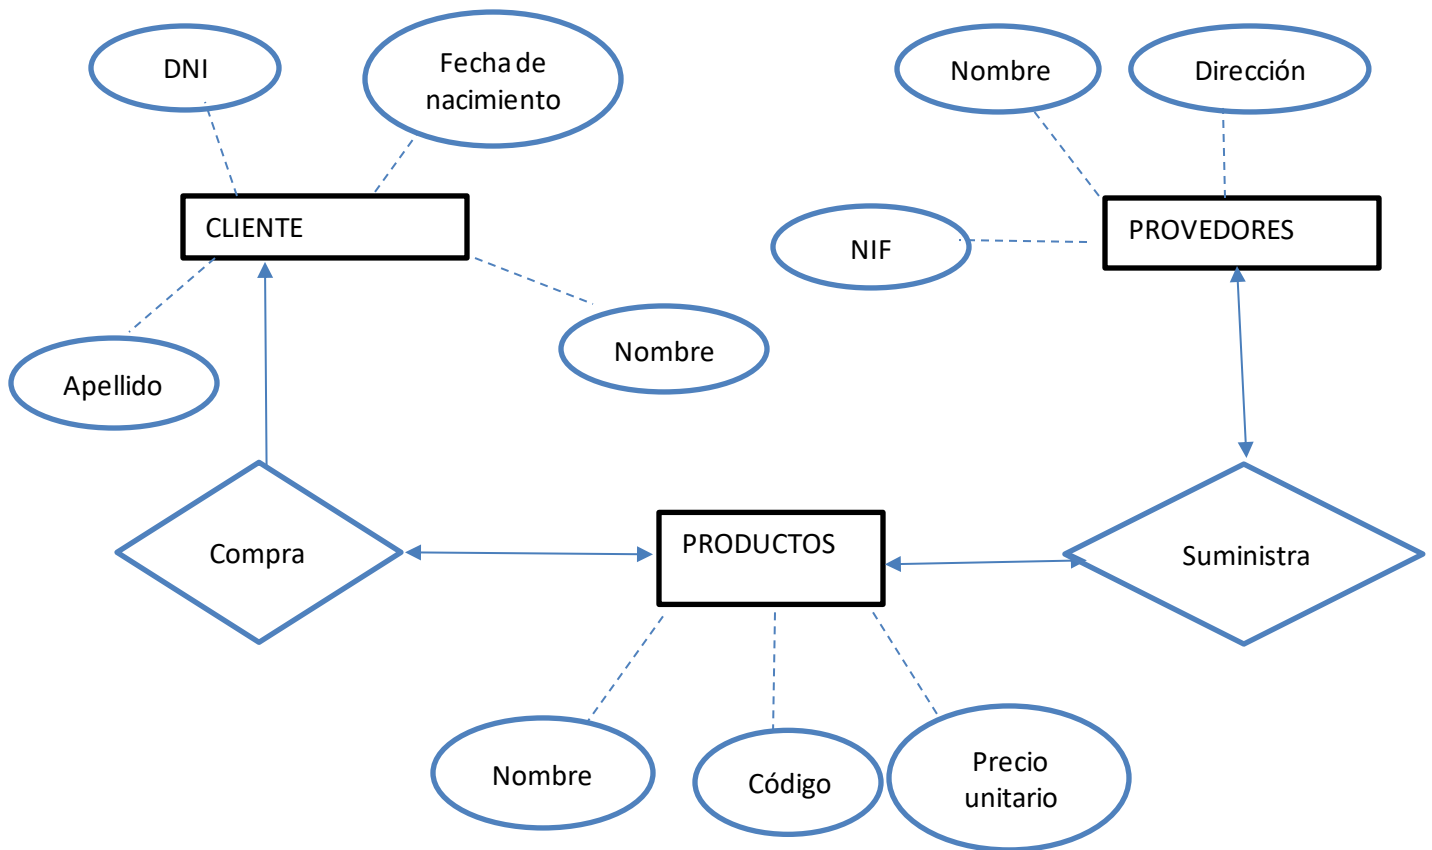 DNI
Fecha de
nacimiento
Nombre
Dirección
CLIENTE
PROVEDORES
NIF
Nombre
Apellido
Compra
PRODUCTOS
Suministra
Nombre
Código
Precio
unitario